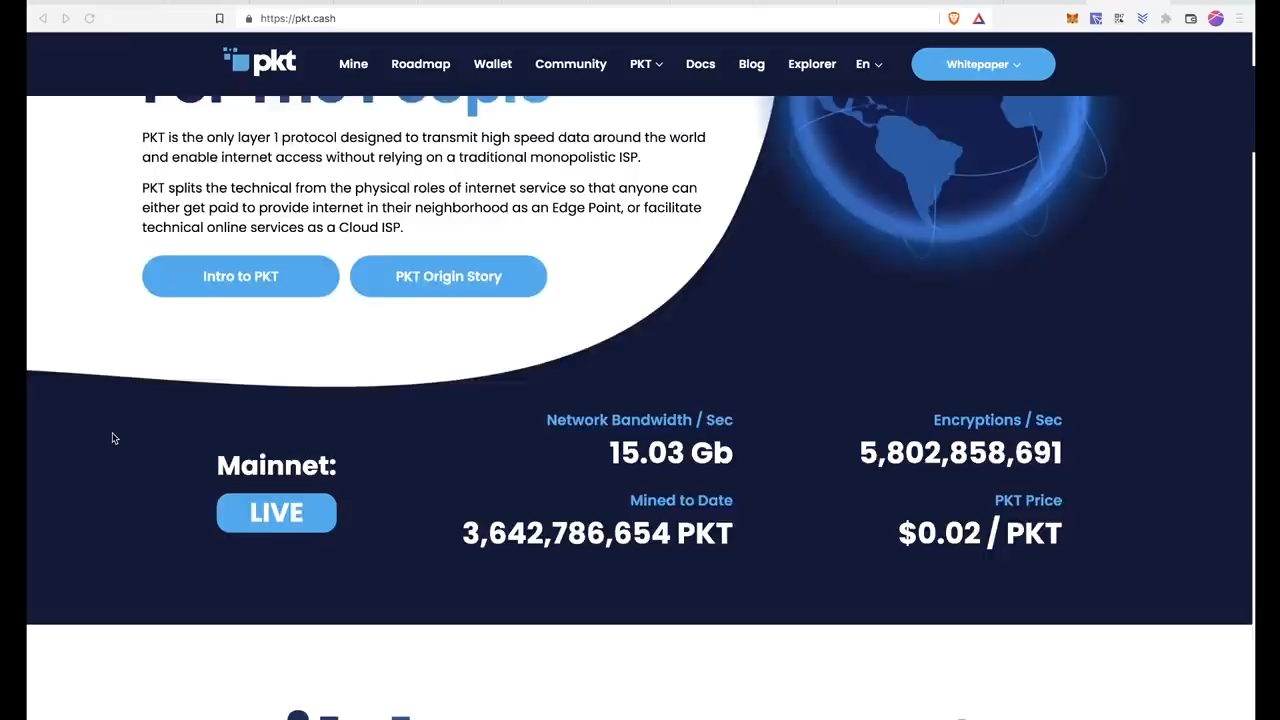 https://pkt.cash
pkt
Mine Roadmap Wallet Community PKT Docs Blog Explorer En Whitepaper
For The People
PKT is the only layer 1 protocol designed to transmit high speed data around the world
and enable internet access without relying on a traditional monopolistic ISP.
PKT splits the technical from the physical roles of internet service so that anyone can
either get paid to provide internet in their neighborhood as an Edge Point, or facilitate
technical online services as a Cloud ISP.
Intro to PKT PKT Origin Story
Mainnet:
LIVE
Network Bandwidth / Sec
15.03 Gb
Encryptions / Sec
5,802,858,691
Mined to Date
3,642,786,654 PKT
PKT Price
$0.02 / PKT